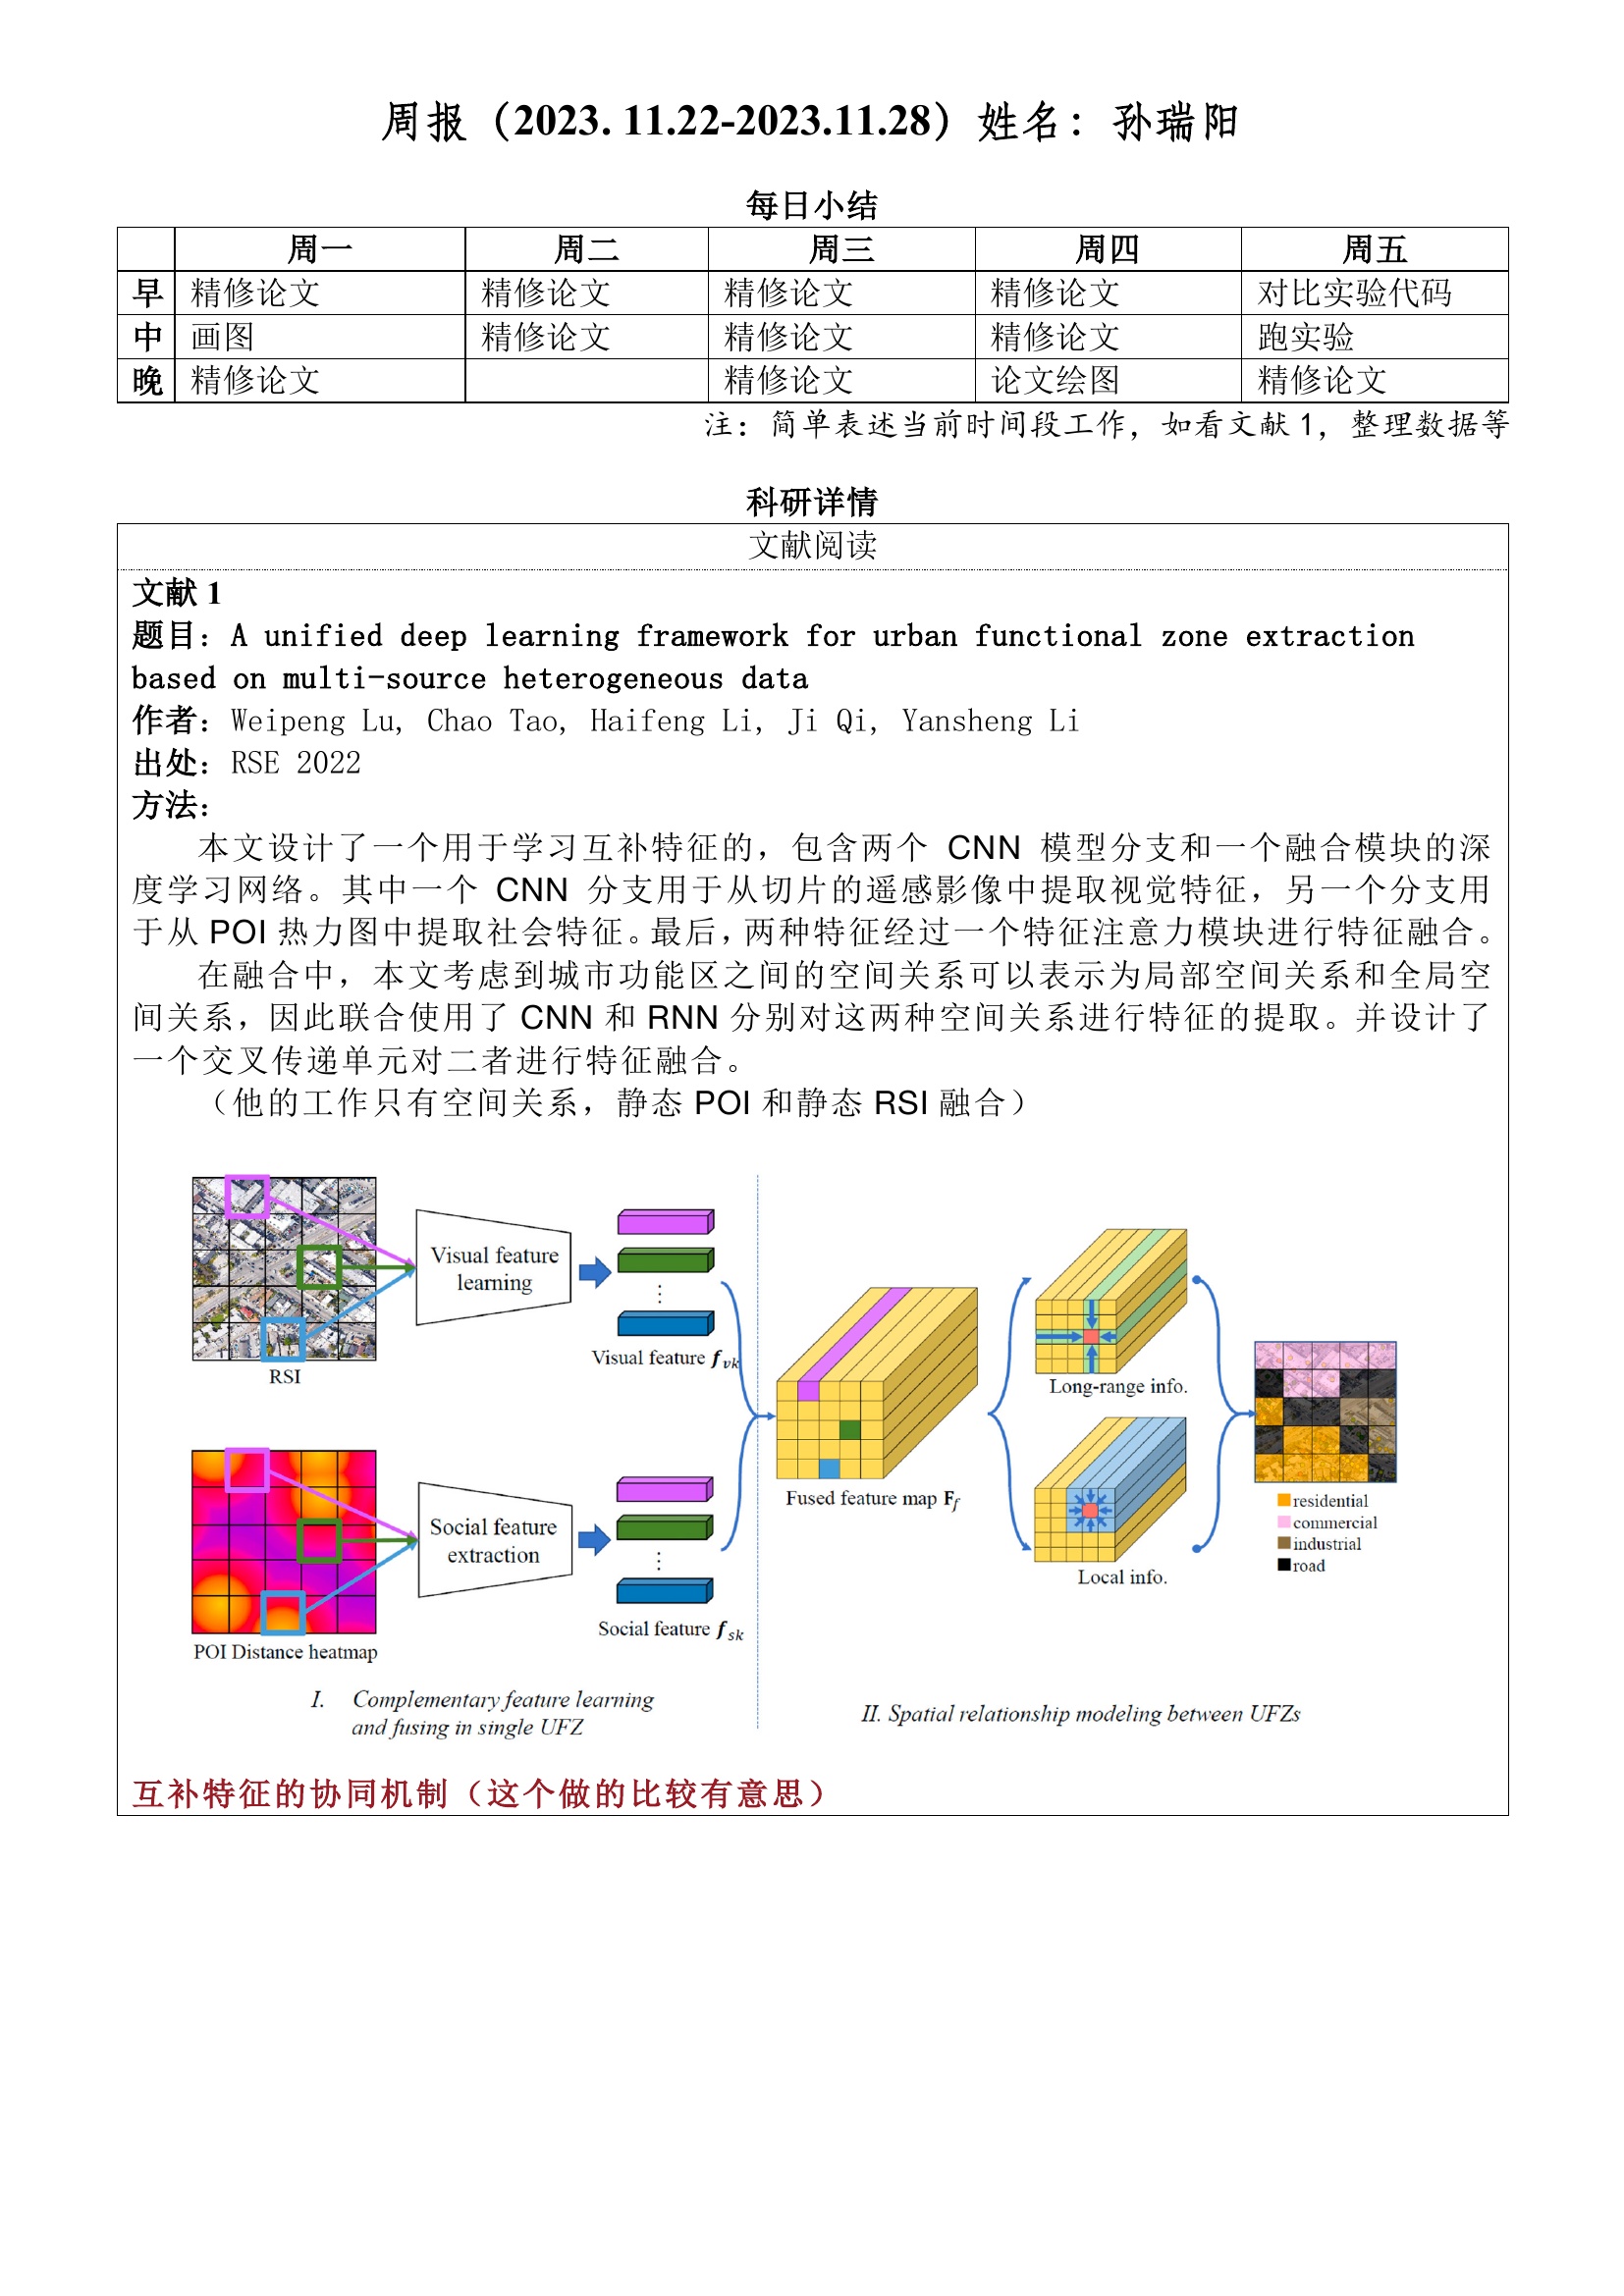 周报（2023. 11.22-2023.11.28）姓名：孙瑞阳
每日小结
周一 周二 周三 周四 周五
早 精修论文 精修论文 精修论文 精修论文 对比实验代码
中 画图 精修论文 精修论文 精修论文 跑实验
晚 精修论文 精修论文 论文绘图 精修论文
注：简单表述当前时间段工作，如看文献 1，整理数据等
科研详情
文献阅读
文献 1
题目：A unified deep learning framework for urban functional zone extraction
based on multi-source heterogeneous data
作者：Weipeng Lu, Chao Tao, Haifeng Li, Ji Qi, Yansheng Li
出处：RSE 2022
方法：
本文设计了一个用于学习互补特征的，包含两个 CNN 模型分支和一个融合模块的深
度学习网络。其中一个 CNN 分支用于从切片的遥感影像中提取视觉特征，另一个分支用
于从 POI 热力图中提取社会特征。最后，两种特征经过一个特征注意力模块进行特征融合。
在融合中，本文考虑到城市功能区之间的空间关系可以表示为局部空间关系和全局空
间关系，因此联合使用了 CNN 和 RNN 分别对这两种空间关系进行特征的提取。并设计了
一个交叉传递单元对二者进行特征融合。
（他的工作只有空间关系，静态 POI 和静态 RSI 融合）
RSI
Visual feature
learning
⋮
Visual feature f_vk
POI Distance heatmap
Social feature
extraction
⋮
Social feature f_sk
I. Complementary feature learning
and fusing in single UFZ
Fused feature map F_f
Long-range info.
Local info.
residential
commercial
industrial
road
II. Spatial relationship modeling between UFZs
互补特征的协同机制（这个做的比较有意思）